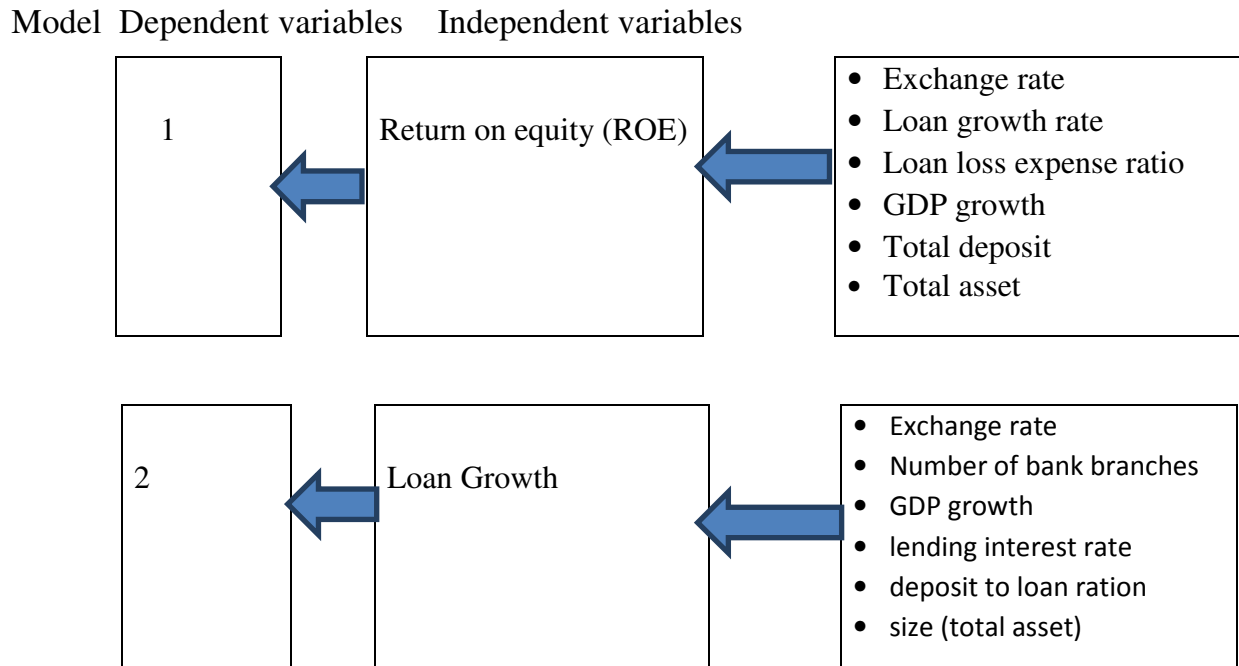 Model Dependent variables Independent variables
1
Return on equity (ROE)
• Exchange rate
• Loan growth rate
• Loan loss expense ratio
• GDP growth
• Total deposit
• Total asset
2
Loan Growth
• Exchange rate
• Number of bank branches
• GDP growth
• lending interest rate
• deposit to loan ration
• size (total asset)